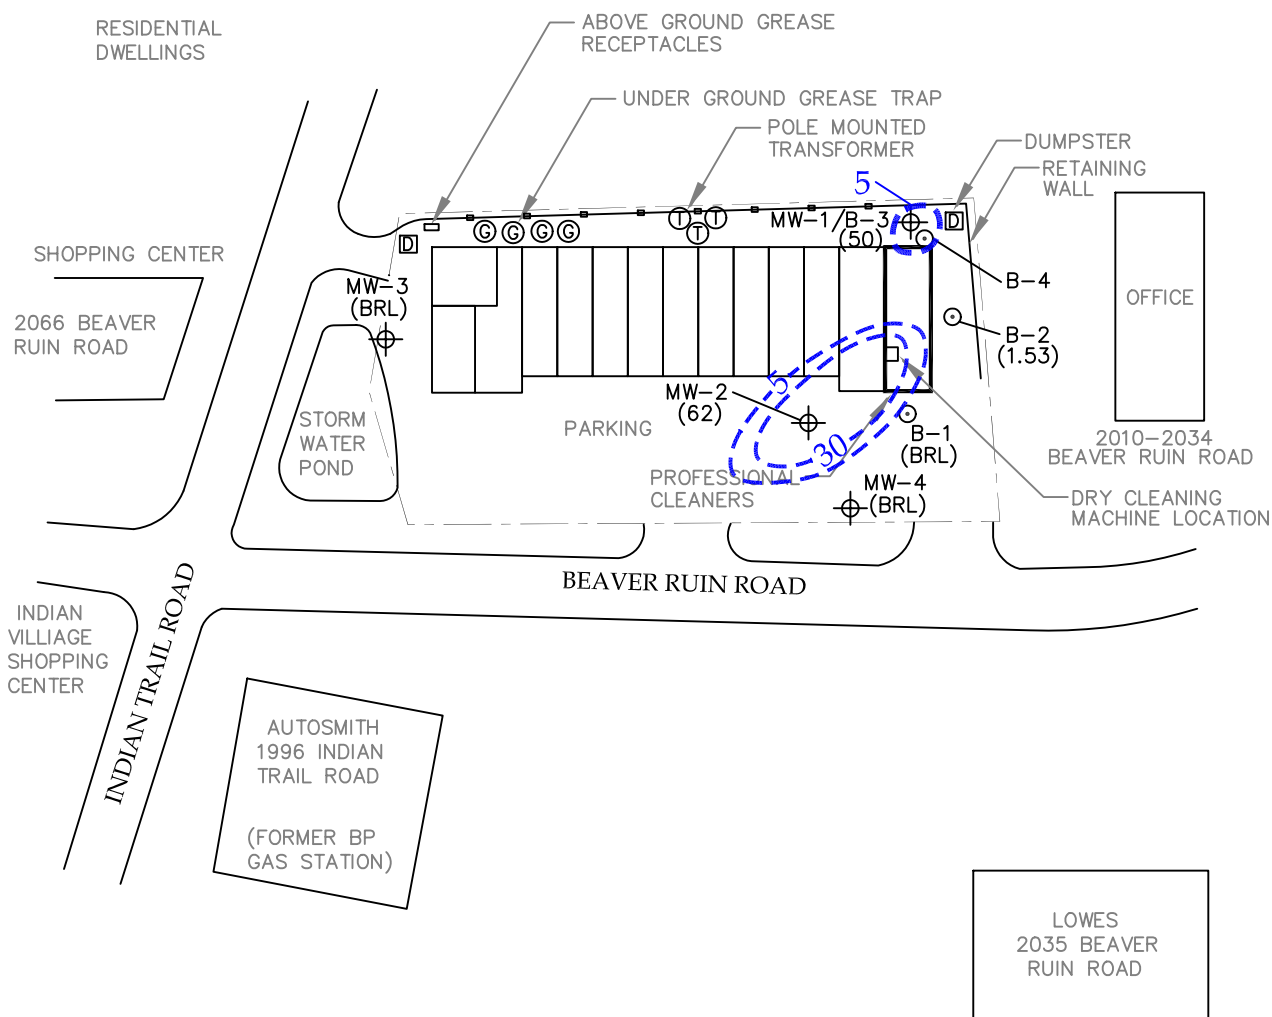 RESIDENTIAL
DWELLINGS
ABOVE GROUND GREASE
RECEPTACLES
UNDER GROUND GREASE TRAP
POLE MOUNTED
TRANSFORMER
DUMPSTER
RETAINING
WALL
5
MW-1/B-3
(50)
D
T
T
T
G
G
G
G
D
SHOPPING CENTER
2066 BEAVER
RUIN ROAD
MW-3
(BRL)
B-4
B-2
(1.53)
OFFICE
2010-2034
BEAVER RUIN ROAD
5
MW-2
(62)
30
STORM
WATER
POND
PARKING
B-1
(BRL)
PROFESSIONAL
CLEANERS
MW-4
(BRL)
DRY CLEANING
MACHINE LOCATION
BEAVER RUIN ROAD
INDIAN TRAIL ROAD
INDIAN
VILLIAGE
SHOPPING
CENTER
AUTOSMITH
1996 INDIAN
TRAIL ROAD
(FORMER BP
GAS STATION)
LOWES
2035 BEAVER
RUIN ROAD